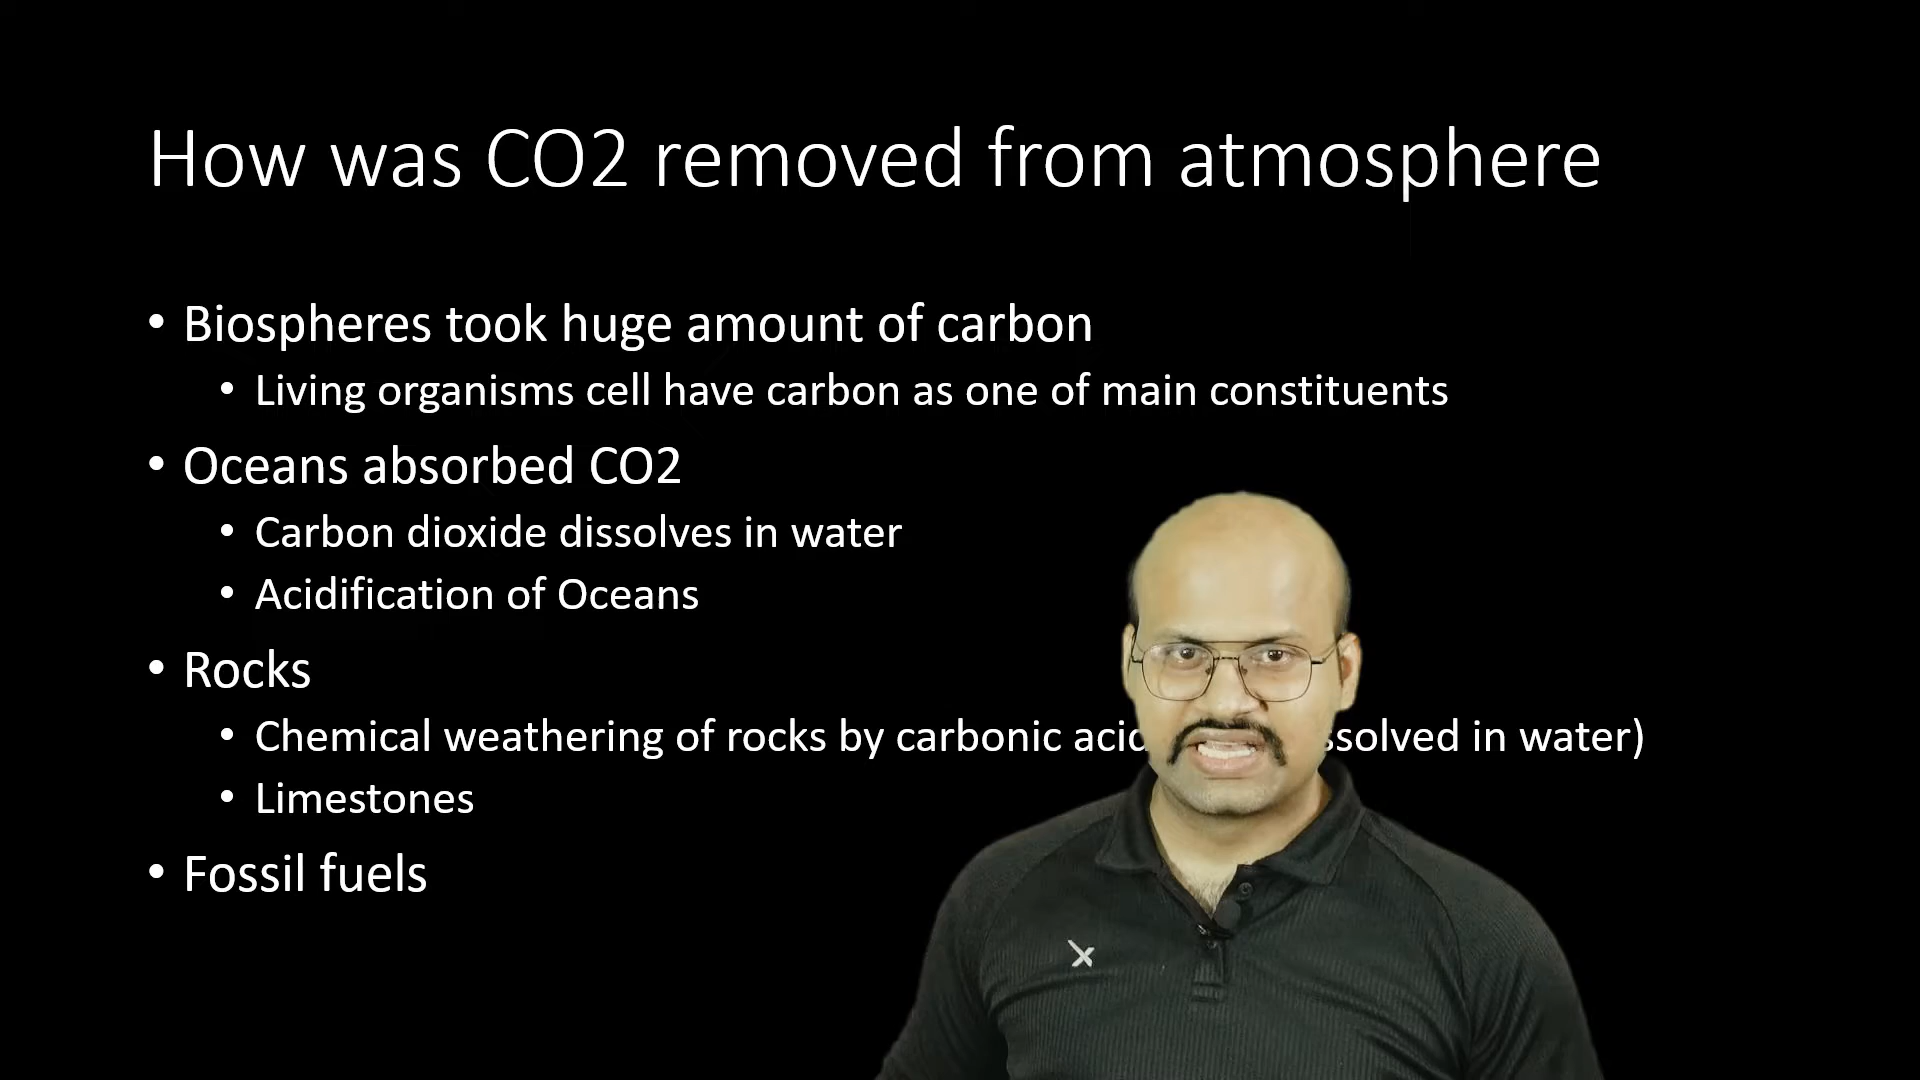 How was CO2 removed from atmosphere
• Biospheres took huge amount of carbon
• Living organisms cell have carbon as one of main constituents
• Oceans absorbed CO2
• Carbon dioxide dissolves in water
• Acidification of Oceans
• Rocks
• Chemical weathering of rocks by carbonic in water)
• Limestones
• Fossil fuels